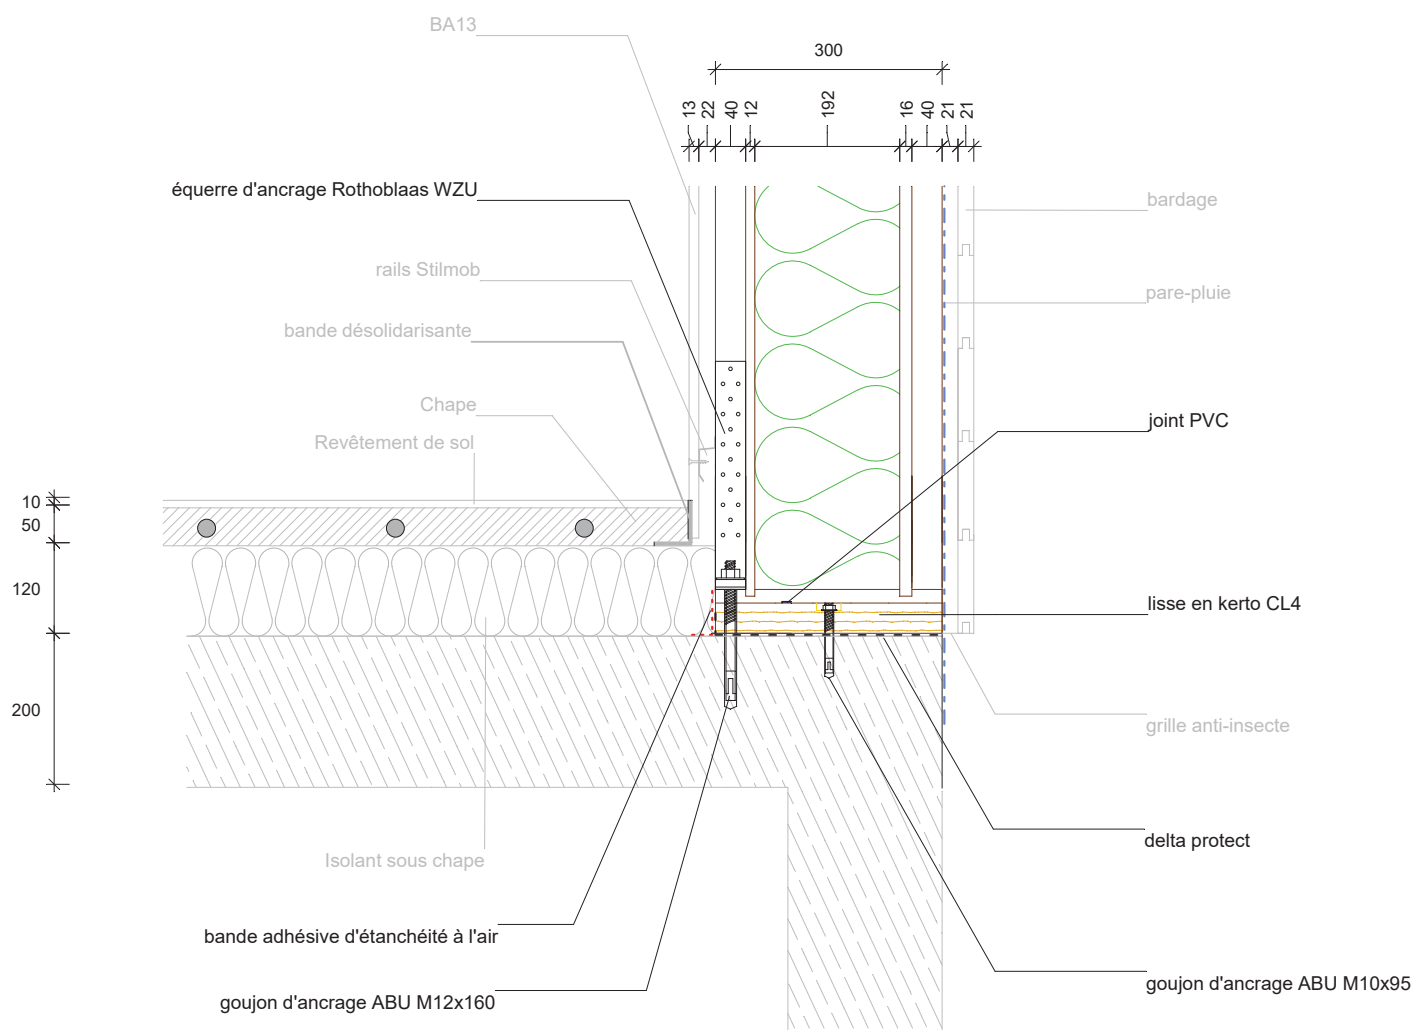 BA13
300
13
22
40
12
192
16
40
21
21
équerre d'ancrage Rothoblaas WZU
bardage
rails Stilmob
pare-pluie
bande désolidarisante
Chape
joint PVC
Revêtement de sol
10
50
120
lisse en kerto CL4
200
grille anti-insecte
delta protect
Isolant sous chape
bande adhésive d'étanchéité à l'air
goujon d'ancrage ABU M10x95
goujon d'ancrage ABU M12x160